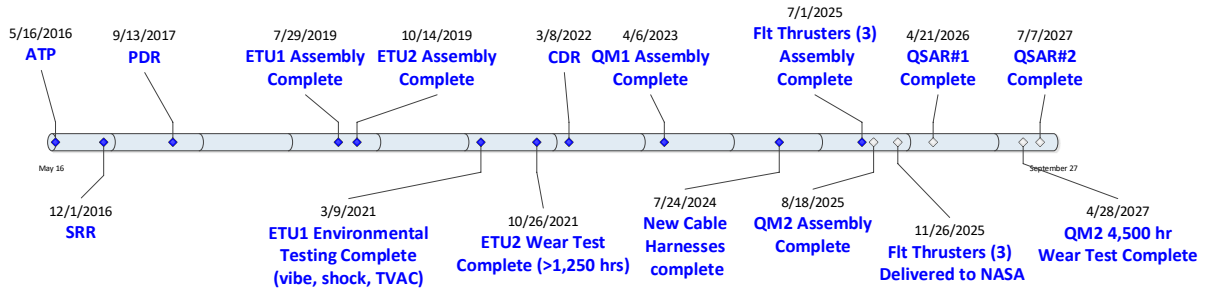 5/16/2016
ATP
9/13/2017
PDR
7/29/2019
ETU1 Assembly
Complete
10/14/2019
ETU2 Assembly
Complete
3/8/2022
CDR
4/6/2023
QM1 Assembly
Complete
7/1/2025
Flt Thrusters (3)
Assembly
Complete
4/21/2026
QSAR#1
Complete
7/7/2027
QSAR#2
Complete
May 16
September 27
12/1/2016
SRR
3/9/2021
ETU1 Environmental
Testing Complete
(vibe, shock, TVAC)
10/26/2021
ETU2 Wear Test
Complete (>1,250 hrs)
7/24/2024
New Cable
Harnesses
complete
8/18/2025
QM2 Assembly
Complete
11/26/2025
Flt Thrusters (3)
Delivered to NASA
4/28/2027
QM2 4,500 hr
Wear Test Complete